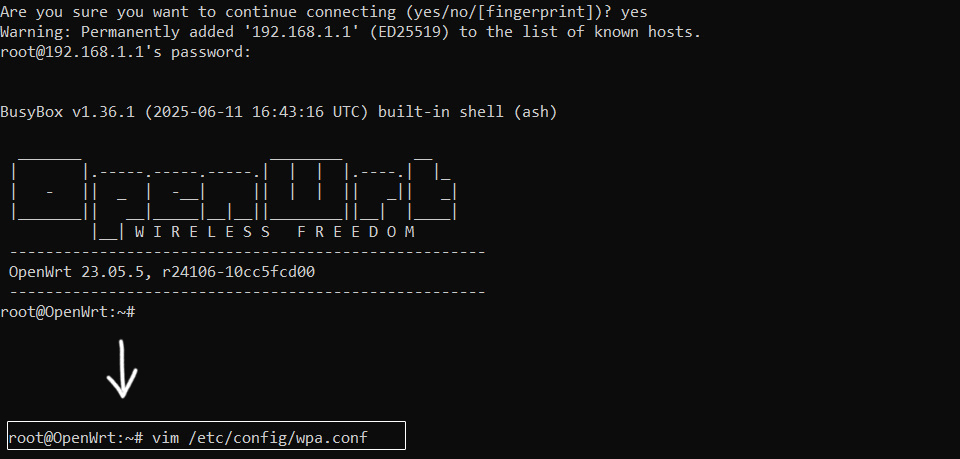 Are you sure you want to continue connecting (yes/no/[fingerprint])? yes
Warning: Permanently added '192.168.1.1' (ED25519) to the list of known hosts.
root@192.168.1.1's password:
BusyBox v1.36.1 (2025-06-11 16:43:16 UTC) built-in shell (ash)
OpenWrt
W I R E L E S S   F R E E D O M
-----------------------------------------------------
OpenWrt 23.05.5, r24106-10cc5fcd00
-----------------------------------------------------
root@OpenWrt:~#
root@OpenWrt:~# vim /etc/config/wpa.conf